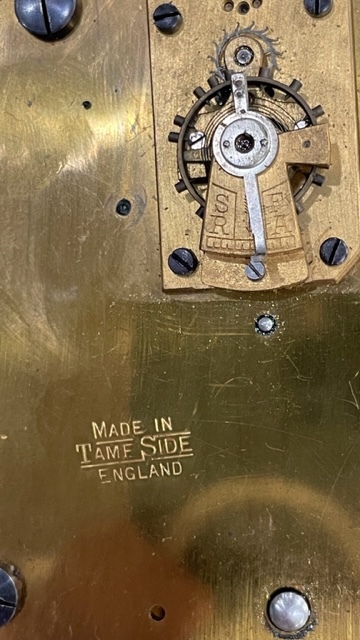 S F
R A
MADE IN
TAME SIDE
ENGLAND